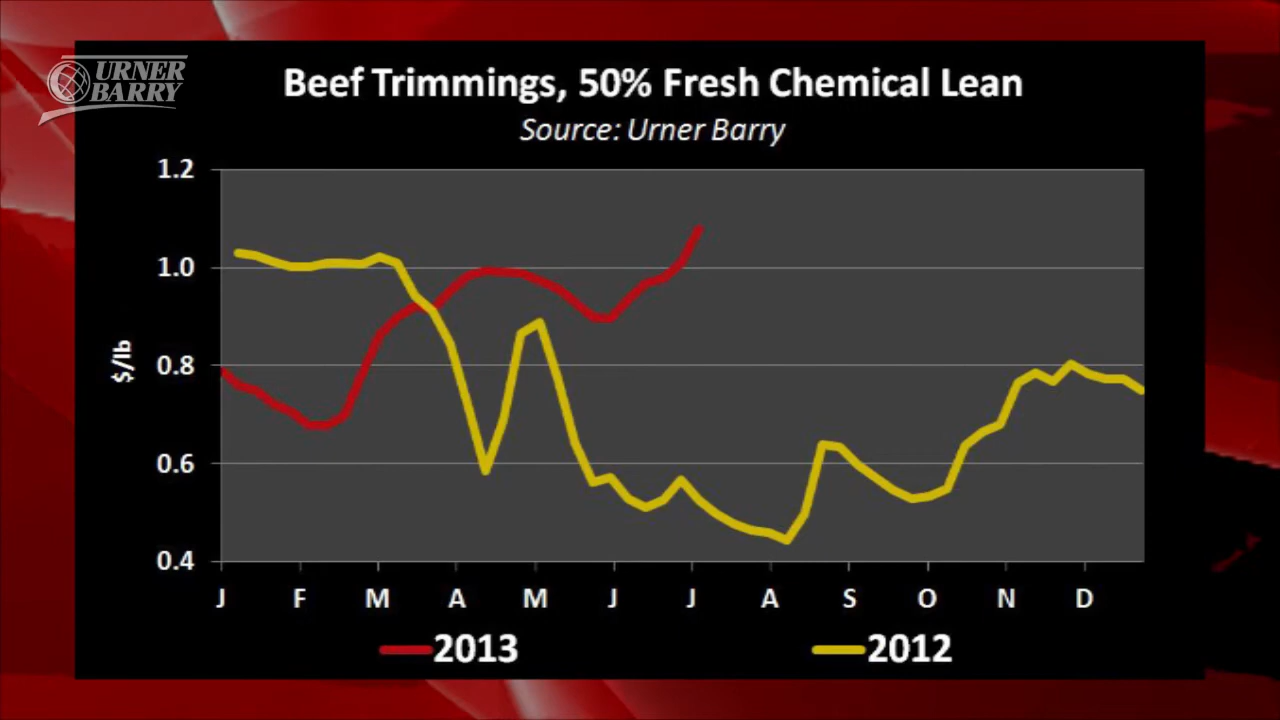 URNER
BARRY
Beef Trimmings, 50% Fresh Chemical Lean
Source: Urner Barry
1.2
1.0
0.8
0.6
0.4
$/lb
J F M A M J J A S O N D
2013 2012